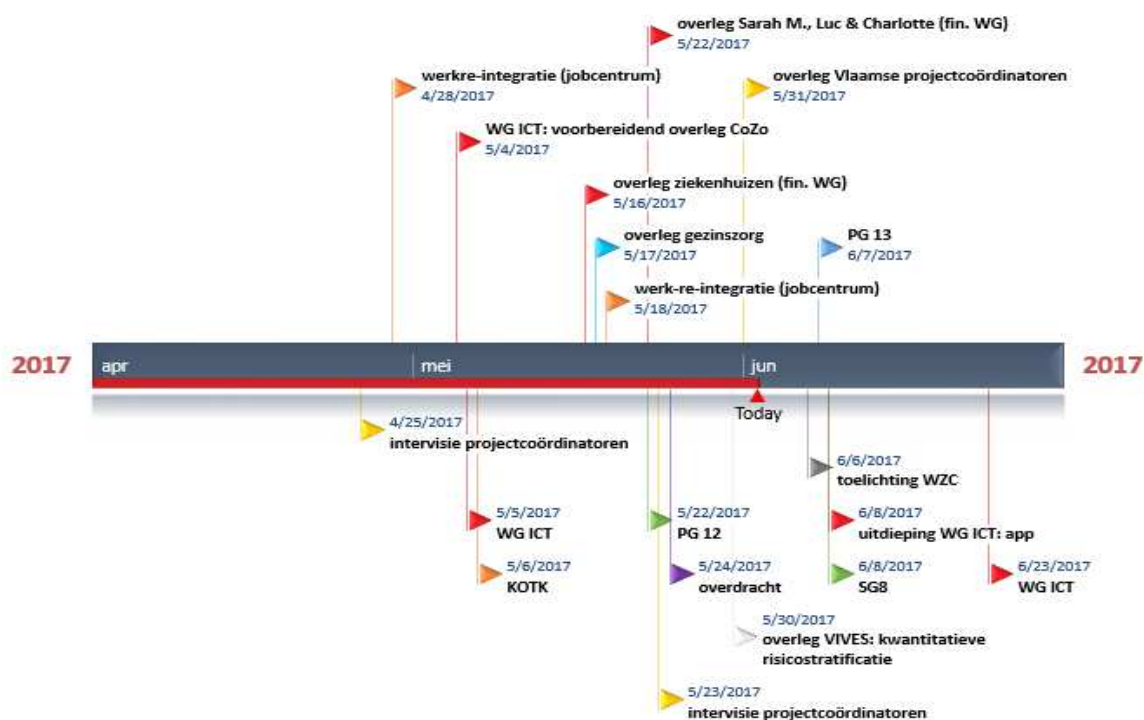 overleg Sarah M., Luc & Charlotte (fin. WG)
5/22/2017
werkre-integratie (jobcentrum)
4/28/2017
overleg Vlaamse projectcoördinatoren
5/31/2017
WG ICT: voorbereidend overleg CoZo
5/4/2017
overleg ziekenhuizen (fin. WG)
5/16/2017
overleg gezinszorg
5/17/2017
PG 13
6/7/2017
werk-re-integratie (jobcentrum)
5/18/2017
2017
apr
mei
jun
2017
Today
4/25/2017
intervisie projectcoördinatoren
6/6/2017
toelichting WZC
5/5/2017
WG ICT
5/22/2017
PG 12
6/8/2017
uitdieping WG ICT: app
5/6/2017
KOTK
5/24/2017
overdracht
6/8/2017
SG8
6/23/2017
WG ICT
5/30/2017
overleg VIVES: kwantitatieve
risicostratificatie
5/23/2017
intervisie projectcoördinatoren